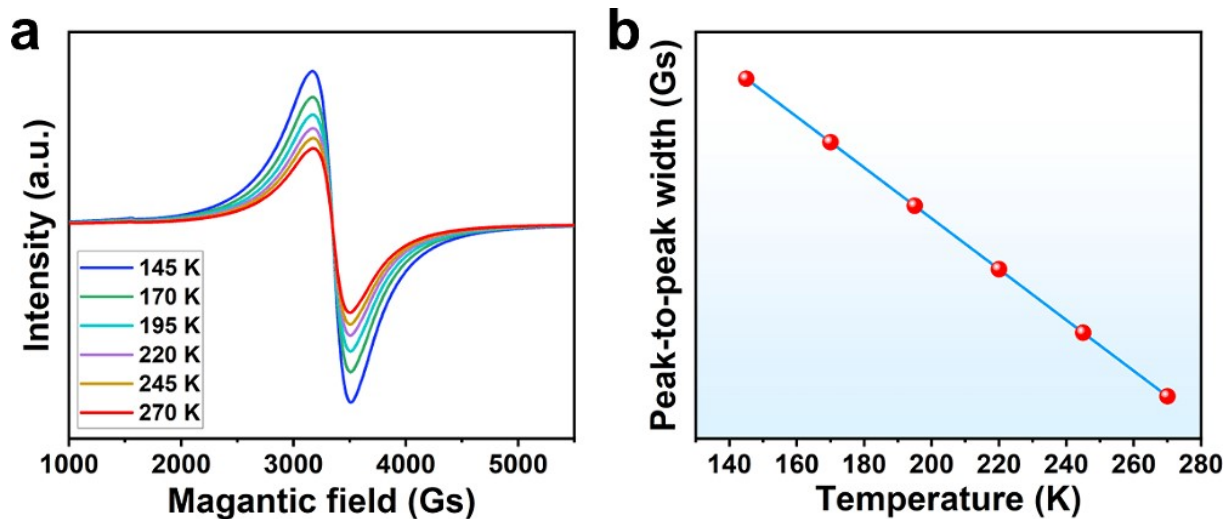 a
Intensity (a.u.)
145 K
170 K
195 K
220 K
245 K
270 K
1000 2000 3000 4000 5000
Magantic field (Gs)
b
Peak-to-peak width (Gs)
140 160 180 200 220 240 260 280
Temperature (K)